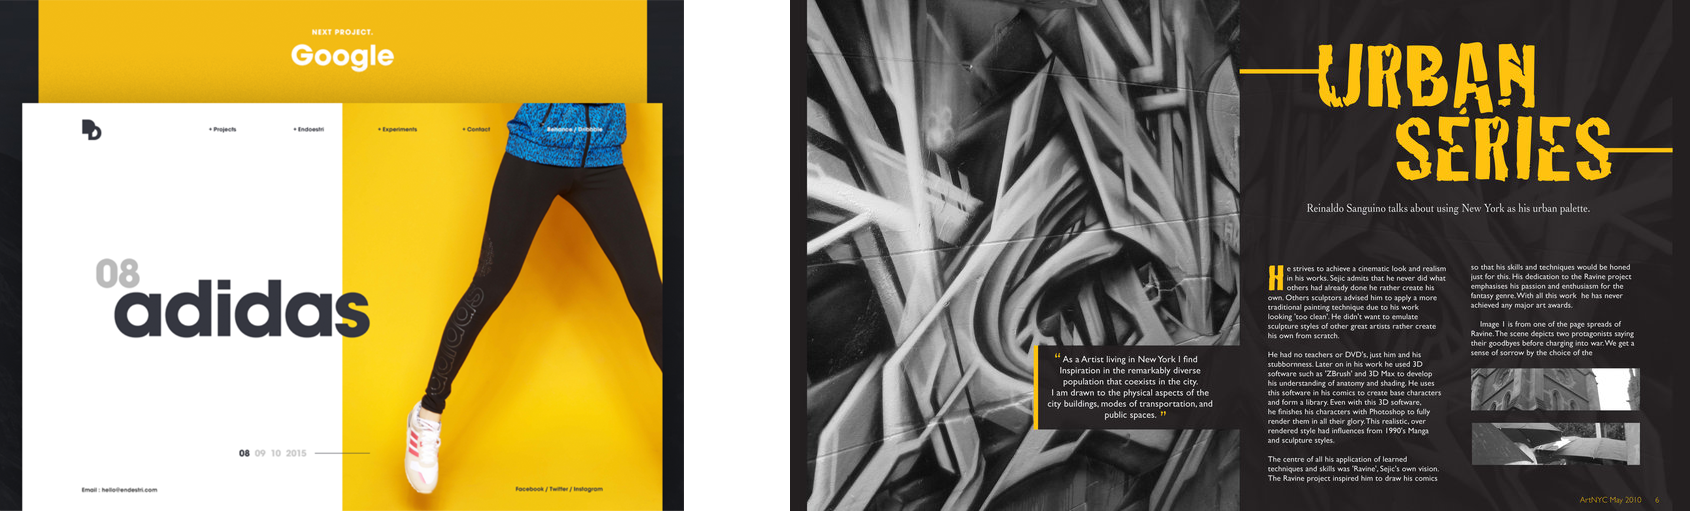 NEXT PROJECT.
Google
+ Projects
+ Endoestri
+ Experiments
+ Contact
Behance / Dribbble
08
adidas
adidas
08 09 10 2015
Email : hello@endestri.com
Facebook / Twitter / Instagram
URBAN
SERIES
Reinaldo Sanguino talks about using New York as his urban palette.
“ As a Artist living in New York I find
Inspiration in the remarkably diverse
population that coexists in the city.
I am drawn to the physical aspects of the
city buildings, modes of transportation, and
public spaces. ”
He strives to achieve a cinematic look and realism
in his works. Sejic admits that he never did what
others had already done he rather create his
own. Others sculptors advised him to apply a more
traditional painting technique due to his work
looking 'too clean'. He didn't want to emulate
sculpture styles of other great artists rather create
his own from scratch.
He had no teachers or DVD's, just him and his
stubbornness. Later on in his work he used 3D
software such as 'ZBrush' and 3D Max to develop
his understanding of anatomy and shading. He uses
this software in his comics to create base characters
and form a library. Even with this 3D software,
he finishes his characters with Photoshop to fully
render them in all their glory. This realistic, over
rendered style had influences from 1990's Manga
and sculpture styles.
The centre of all his application of learned
techniques and skills was 'Ravine', Sejic's own vision.
The Ravine project inspired him to draw his comics
so that his skills and techniques would be honed
just for this. His dedication to the Ravine project
emphasises his passion and enthusiasm for the
fantasy genre. With all this work he has never
achieved any major art awards.
Image 1 is from one of the page spreads of
Ravine. The scene depicts two protagonists saying
their goodbyes before charging into war. We get a
sense of sorrow by the choice of the
ArtNYC May 2010 6